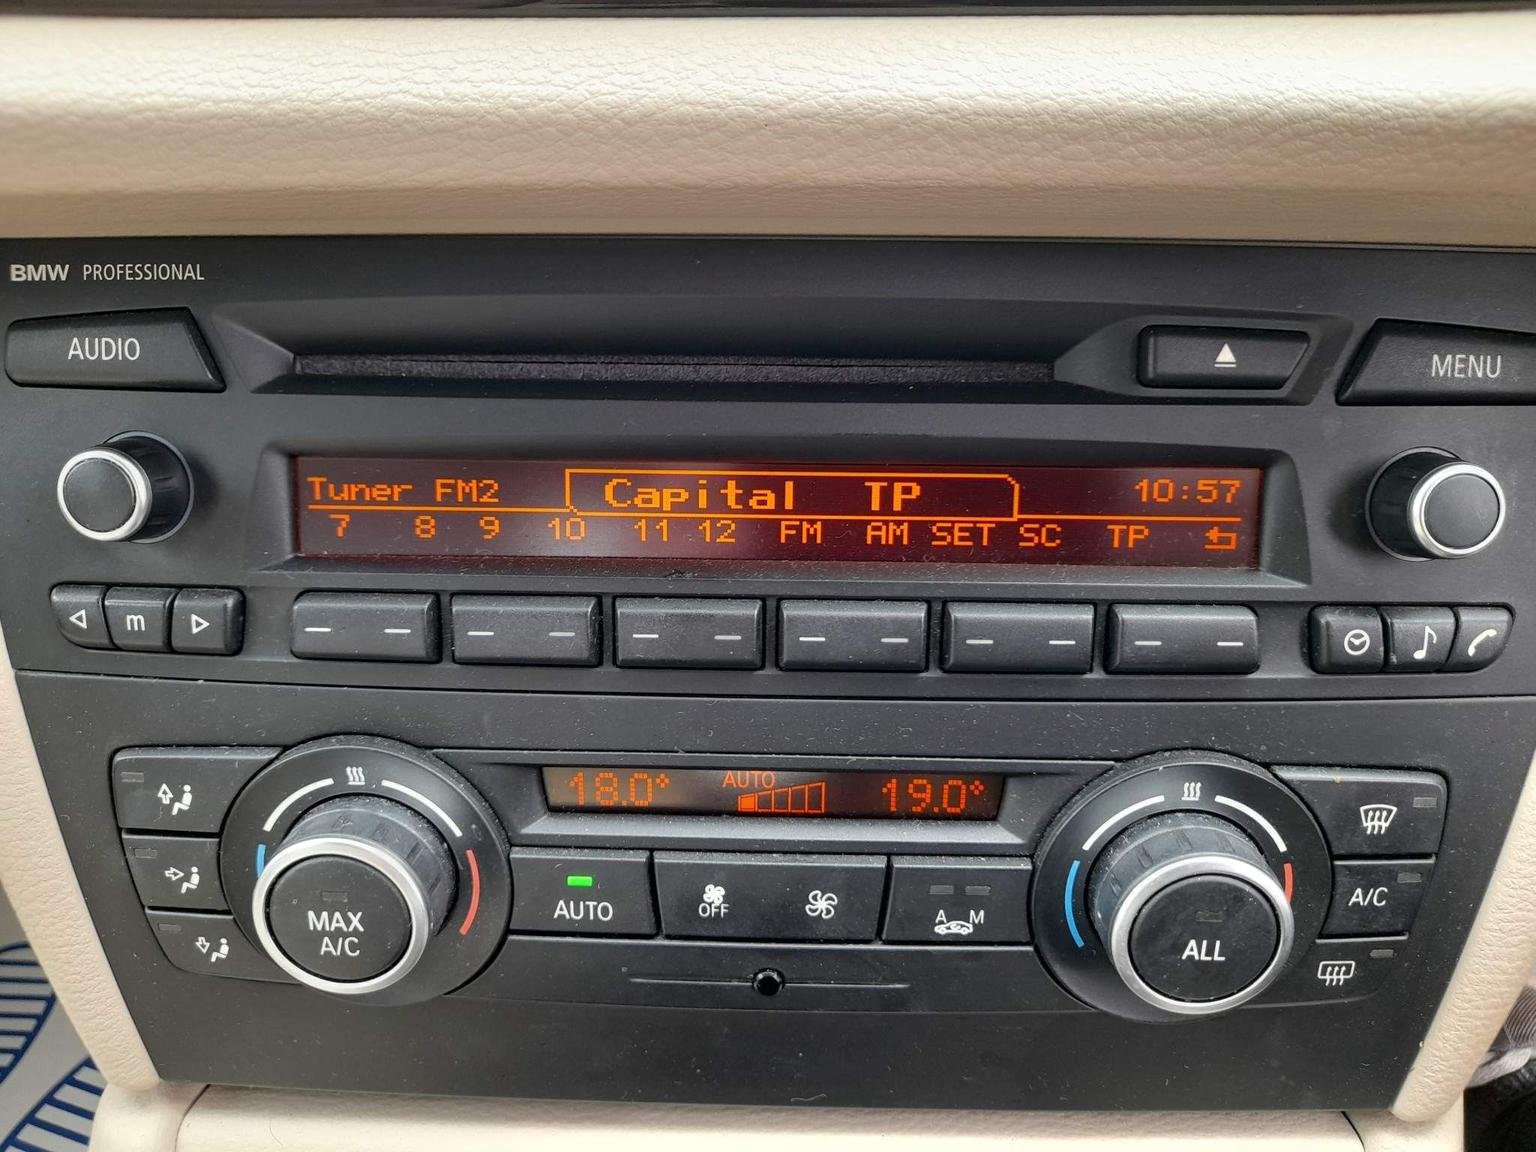 BMW PROFESSIONAL
AUDIO
MENU
Tuner FM2 Capital TP 10:57
7 8 9 10 11 12 FM AM SET SC TP
m
18.0° AUTO 19.0°
MAX A/C
AUTO
OFF
A M
ALL
A/C